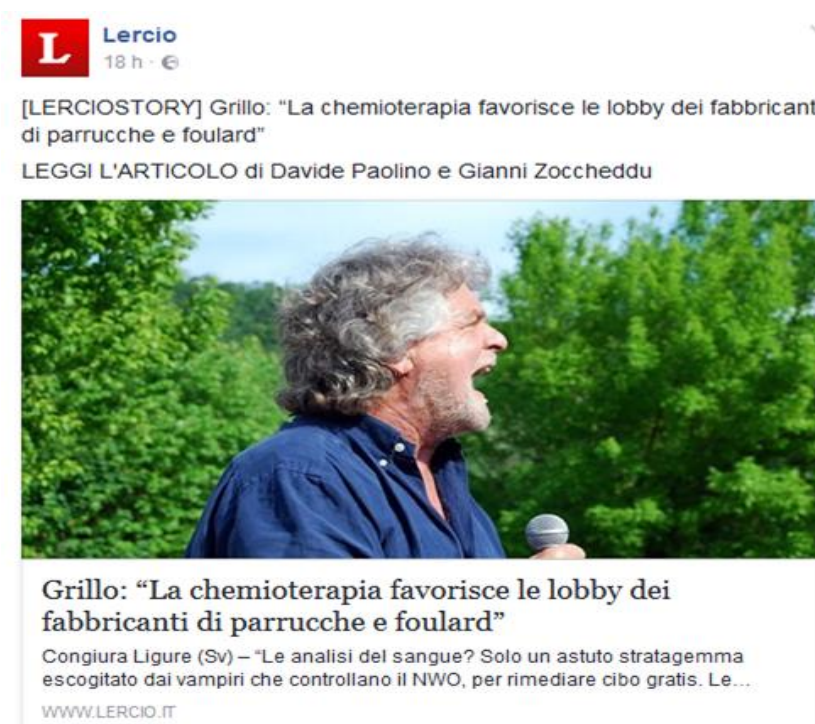 L
Lercio
18 h ·
[LERCIOSTORY] Grillo: “La chemioterapia favorisce le lobby dei fabbricant
di parrucche e foulard”
LEGGI L'ARTICOLO di Davide Paolino e Gianni Zoccheddu
Grillo: “La chemioterapia favorisce le lobby dei
fabbricanti di parrucche e foulard”
Congiura Ligure (Sv) – “Le analisi del sangue? Solo un astuto stratagemma
escogitato dai vampiri che controllano il NWO, per rimediare cibo gratis. Le...
WWW.LERCIO.IT